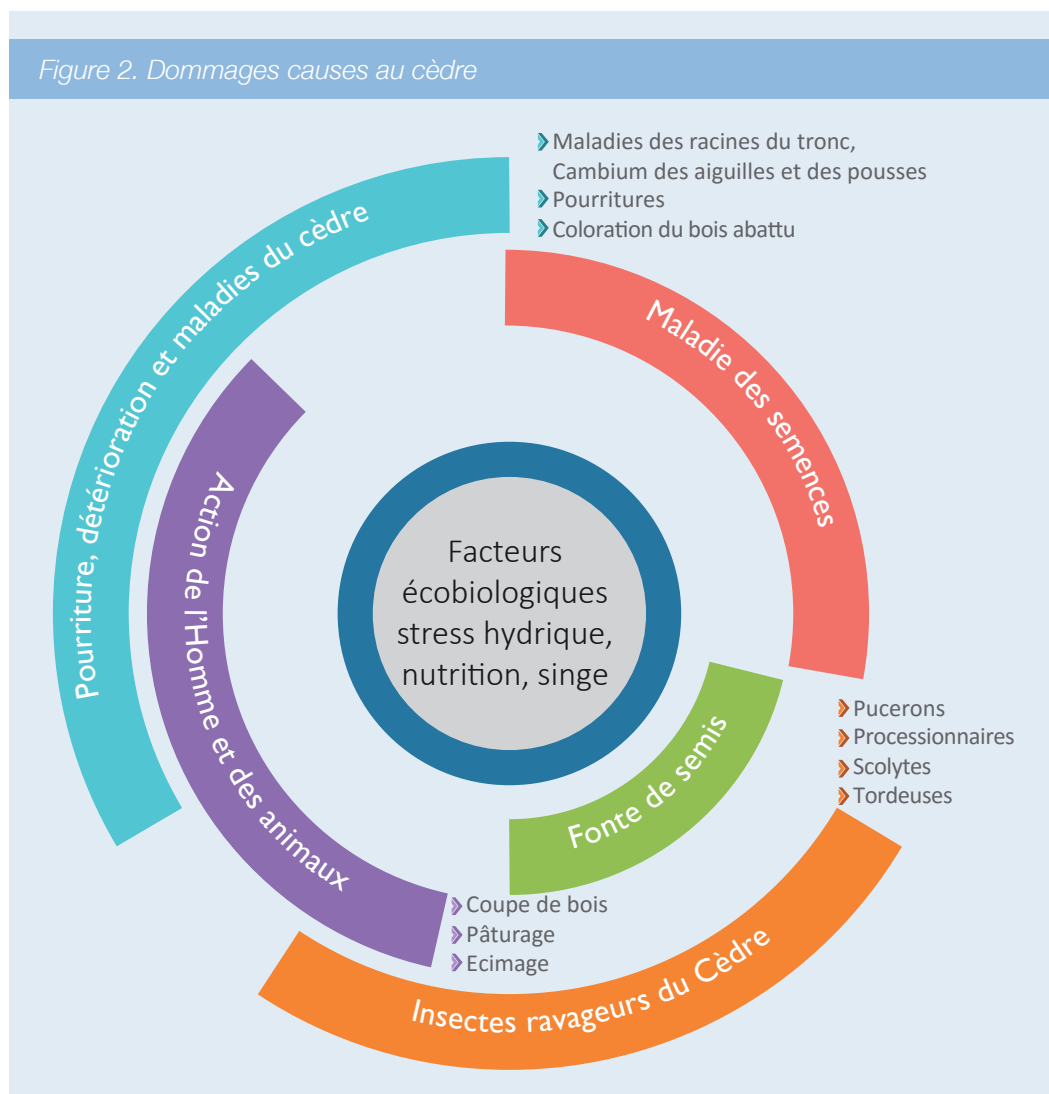 Figure 2. Dommages causes au cèdre
Maladies des racines du tronc,
Cambium des aiguilles et des pousses
Pourritures
Coloration du bois abattu
Pourriture, détérioration et maladies du cèdre
Maladie des semences
Action de l'Homme et des animaux
Facteurs
écobiologiques
stress hydrique,
nutrition, singe
Fonte de semis
Pucerons
Processionnaires
Scolytes
Tordeuses
Coupe de bois
Pâturage
Ecimage
Insectes ravageurs du Cèdre